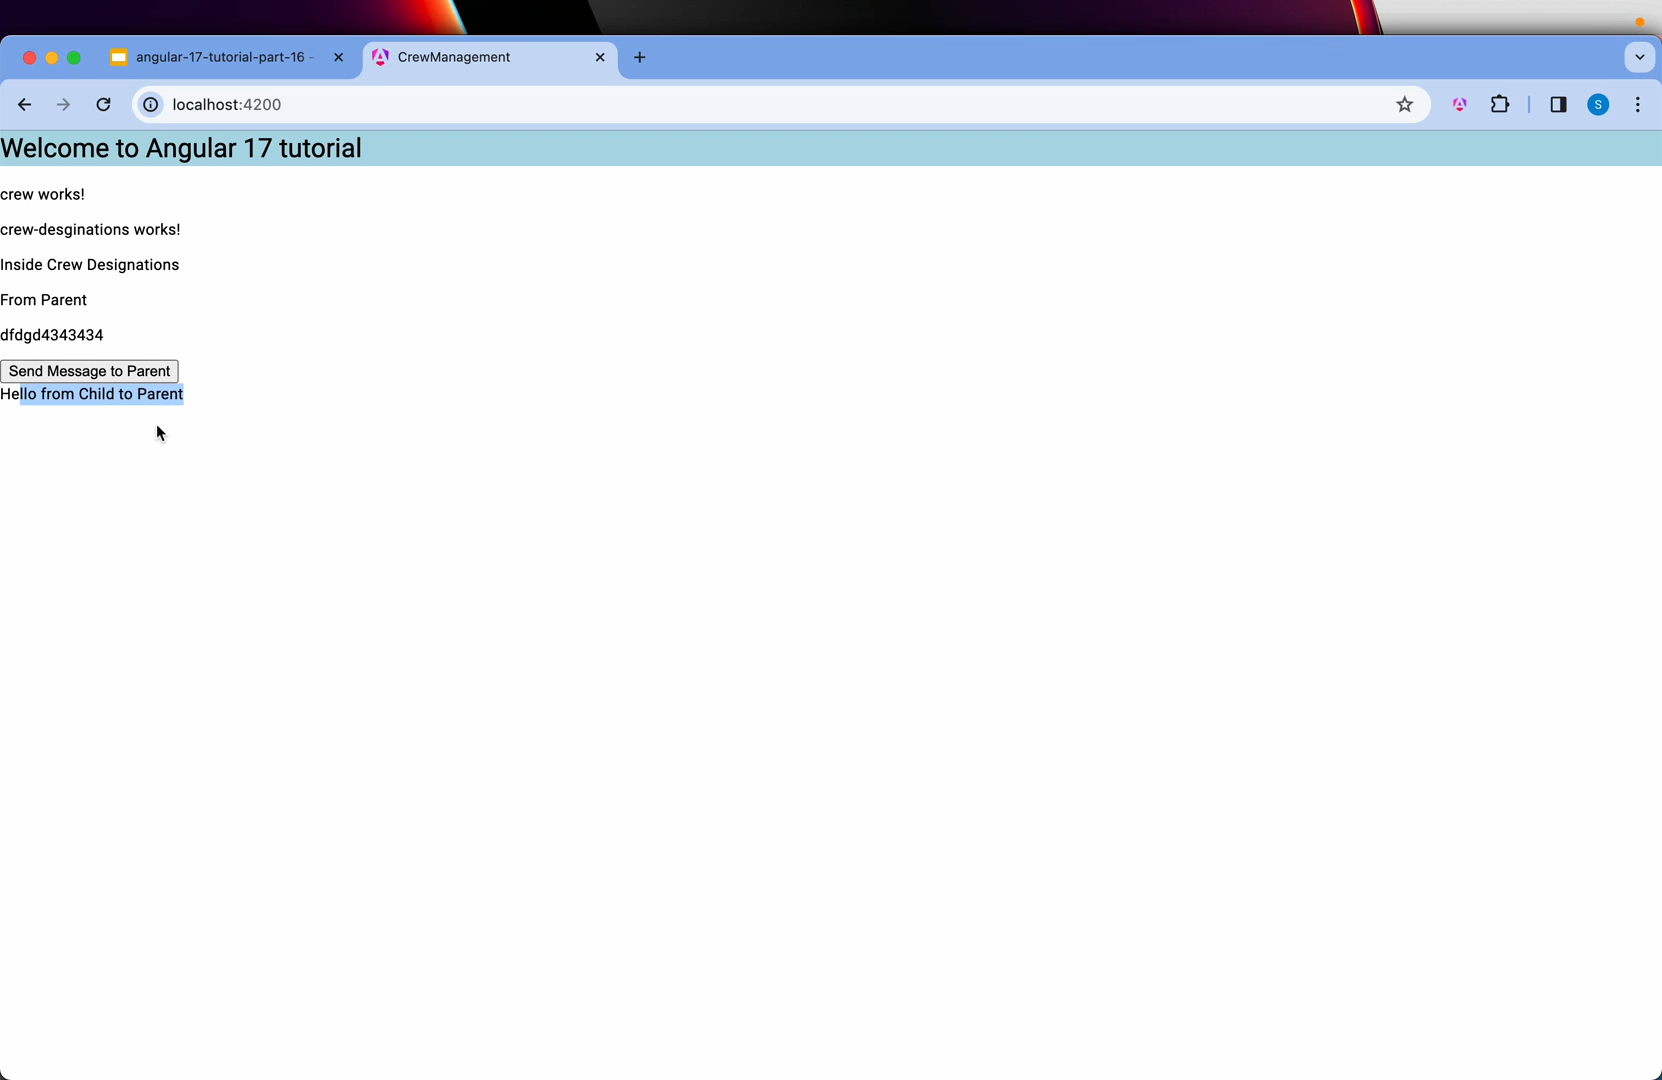 angular-17-tutorial-part-16 -
CrewManagement
localhost:4200
S
Welcome to Angular 17 tutorial
crew works!
crew-desginations works!
Inside Crew Designations
From Parent
dfdgd4343434
Send Message to Parent
Hello from Child to Parent